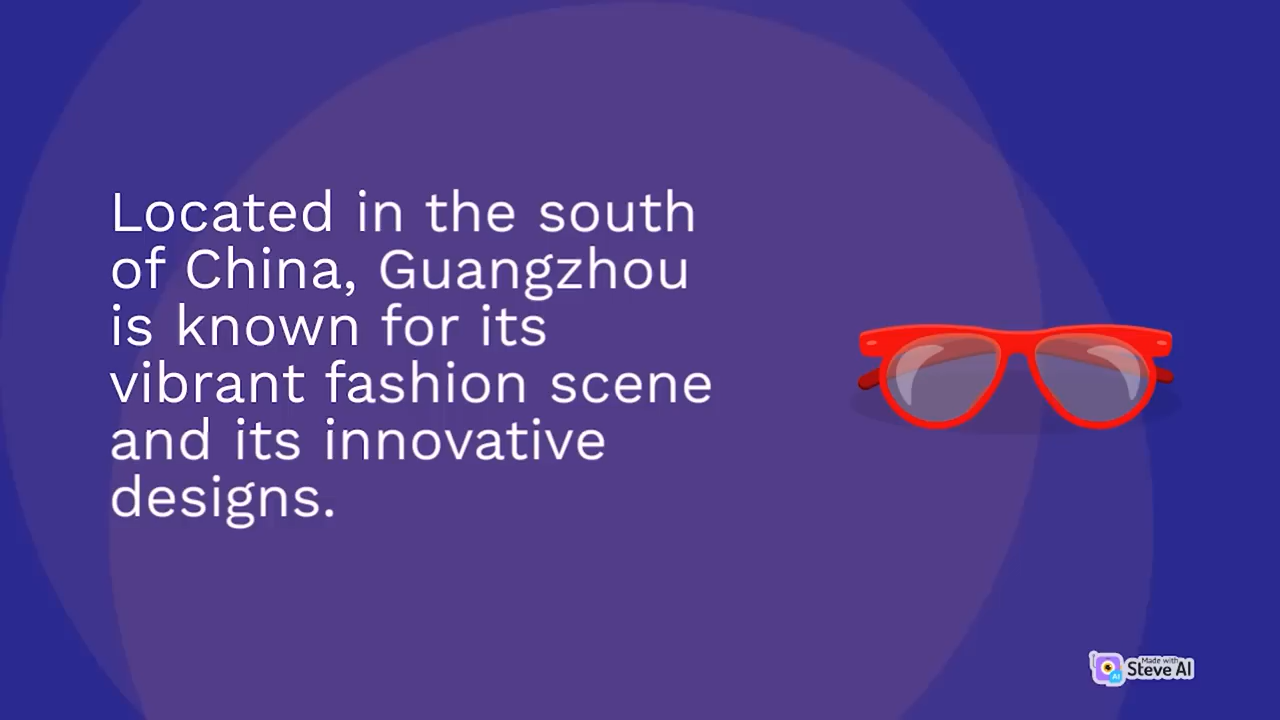 Located in the south
of China, Guangzhou
is known for its
vibrant fashion scene
and its innovative
designs.
Made with
Steve AI
AI